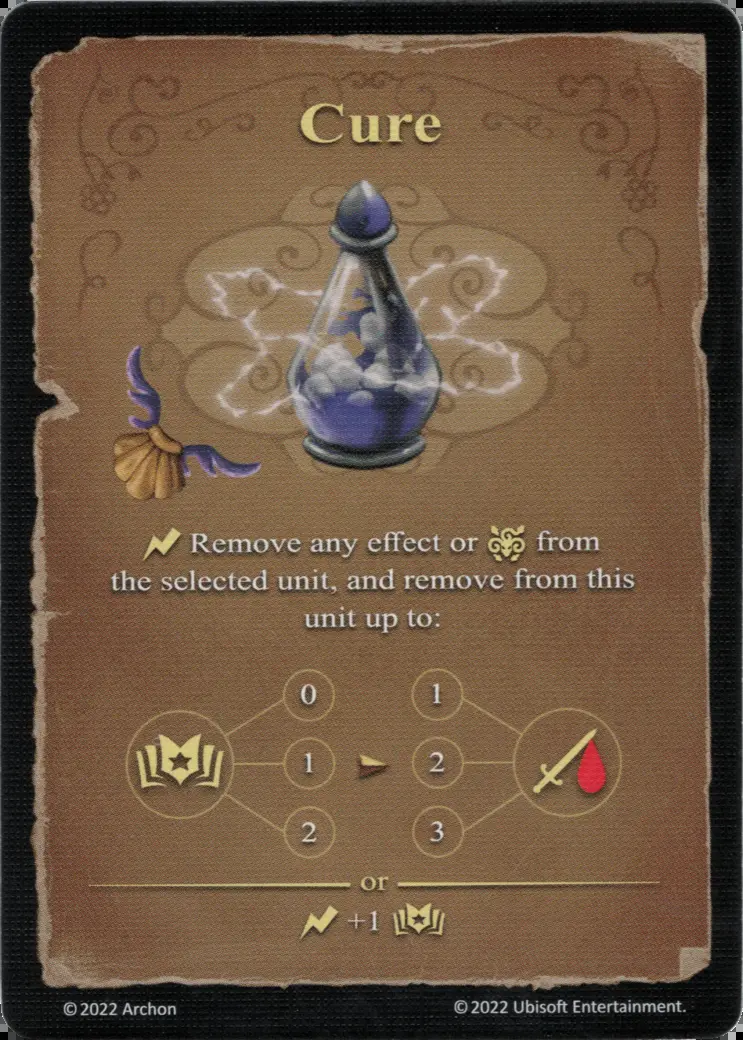 Cure
Remove any effect or from
the selected unit, and remove from this
unit up to:
0 1
1 2
2 3
or
+1
© 2022 Archon © 2022 Ubisoft Entertainment.